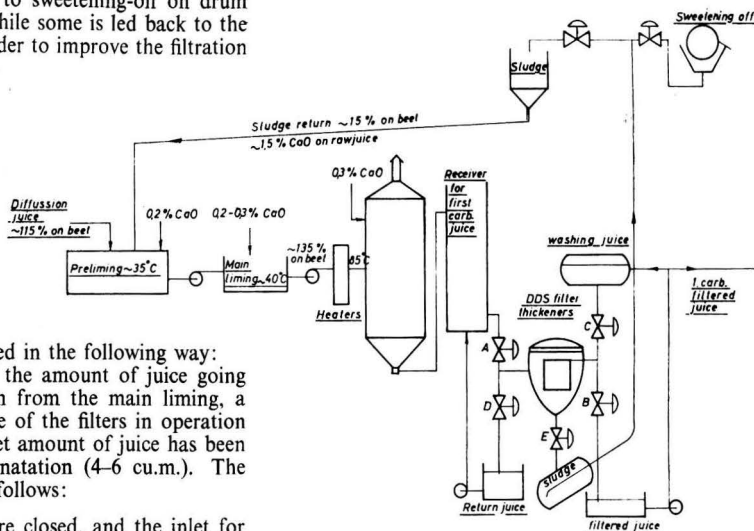 to sweetening-off on drum
while some is led back to the
der to improve the filtration
Sweetening off
Sludge
Sludge return ~15 % on beet
~1,5 % CaO on rawjuice
0,3% CaO
Receiver
for
first
carb.
juice
Diffussion
juice
~115% on beet
0,2% CaO
0,2-0,3% CaO
Preliming~35°C
Main
liming~40°C
~135 %
on beet
85°C
Heaters
washing juice
1. carb.
filtered
juice
DDS filter
thickeners
A
B
C
D
E
sludge
Return juice
filtered juice
ed in the following way:
the amount of juice going
n from the main liming, a
e of the filters in operation
et amount of juice has been
natation (4–6 cu.m.). The
follows:
re closed, and the inlet for